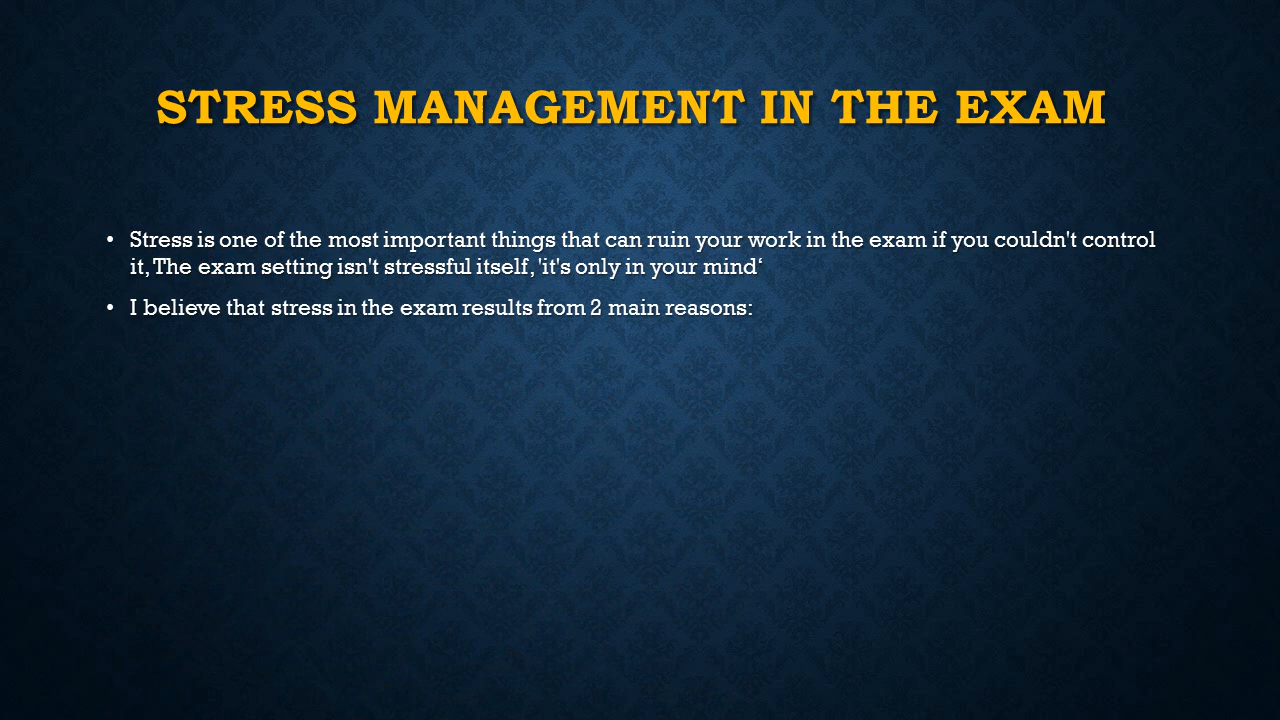 STRESS MANAGEMENT IN THE EXAM
• Stress is one of the most important things that can ruin your work in the exam if you couldn't control
it, The exam setting isn't stressful itself, 'it's only in your mind‘
• I believe that stress in the exam results from 2 main reasons: